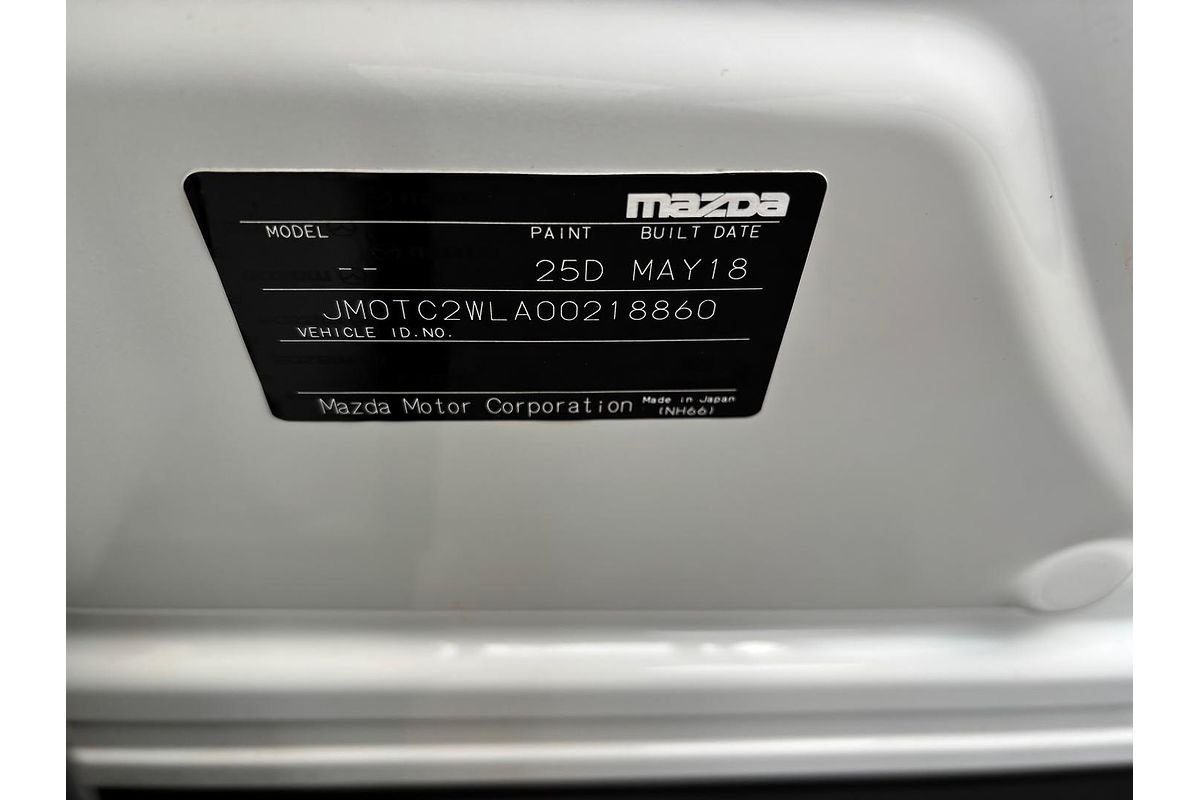 mazda
MODEL PAINT BUILT DATE
-- 25D MAY18
JM0TC2WLA00218860
VEHICLE ID.NO.
Mazda Motor Corporation Made in Japan
(NH66)